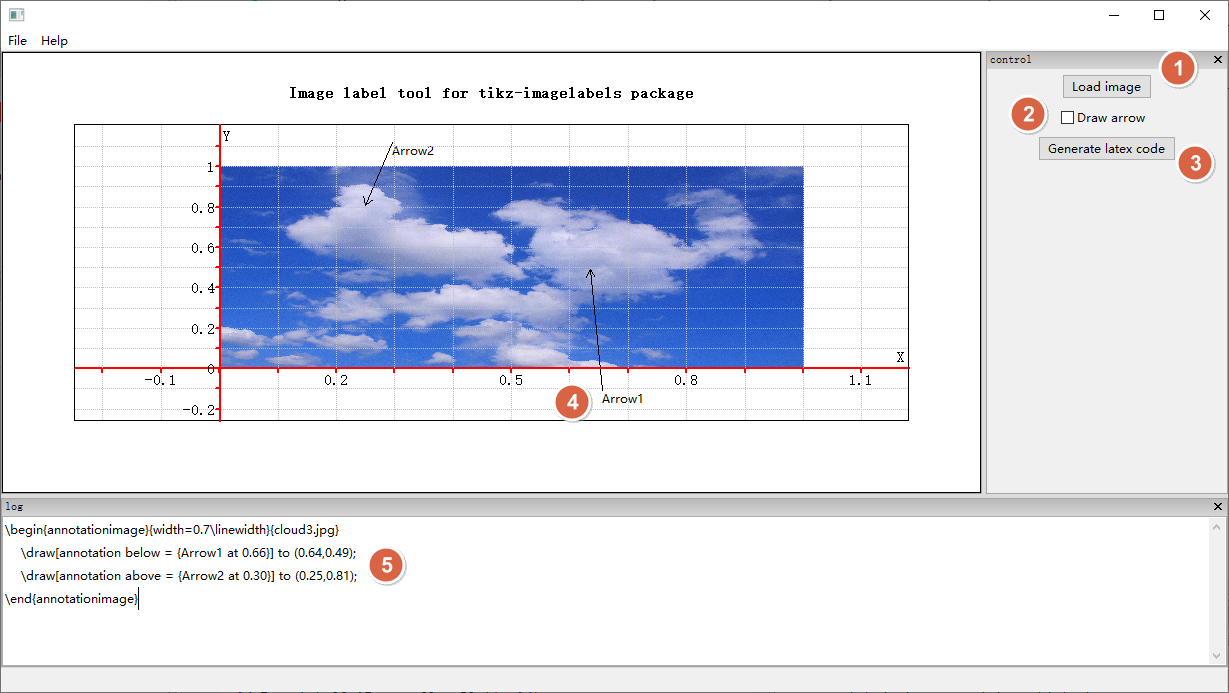 File Help
control
1
Load image
2
Draw arrow
Generate latex code
3
Image label tool for tikz-imagelabels package
Y
Arrow2
1
0.8
0.6
0.4
0.2
0
X
-0.1 0.2 0.5 0.8 1.1
-0.2
4
Arrow1
log
\begin{annotationimage}{width=0.7\linewidth}{cloud3.jpg}
\draw[annotation below = {Arrow1 at 0.66}] to (0.64,0.49);
5
\draw[annotation above = {Arrow2 at 0.30}] to (0.25,0.81);
\end{annotationimage}